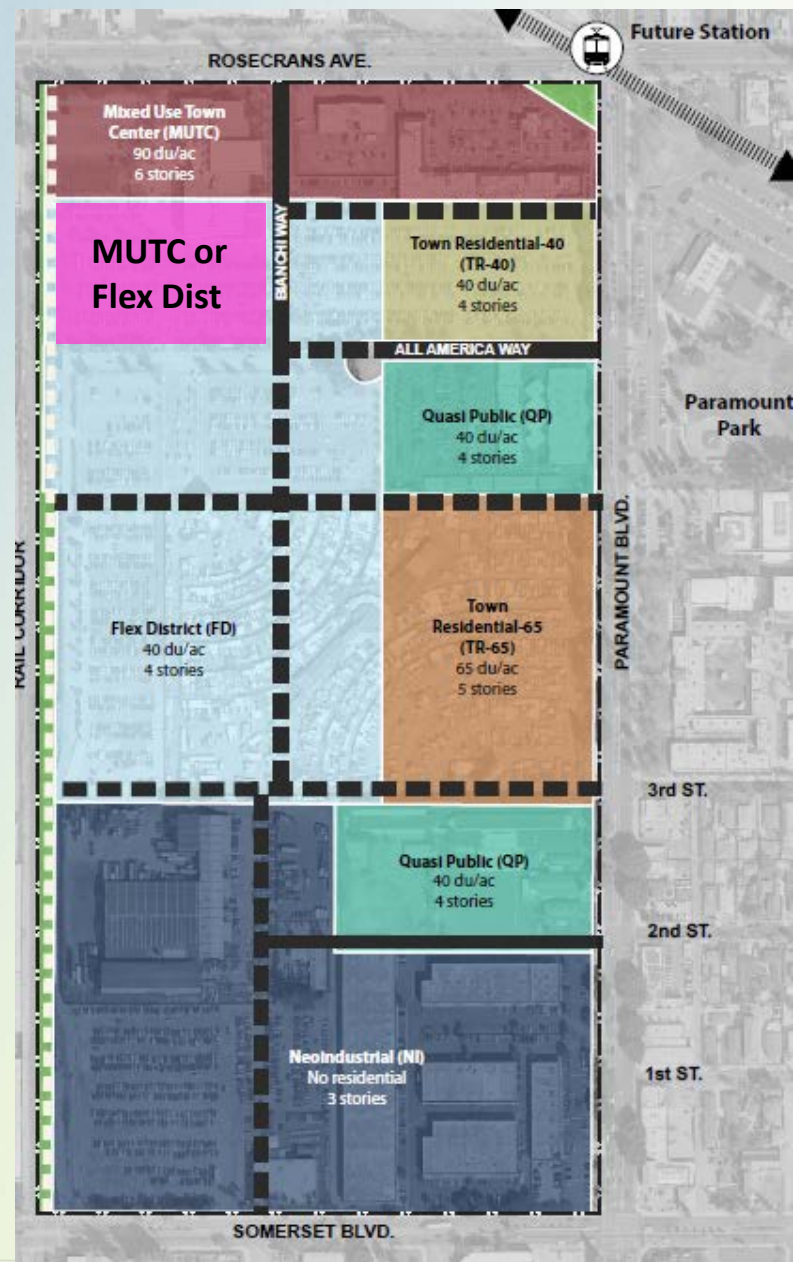 Future Station
ROSECRANS AVE.
Mixed Use Town
Center (MUTC)
90 du/ac
6 stories
BIANCHI WAY
MUTC or
Flex Dist
Town Residential-40
(TR-40)
40 du/ac
4 stories
ALL AMERICA WAY
Quasi Public (QP)
40 du/ac
4 stories
Paramount
Park
RAIL CORRIDOR
PARAMOUNT BLVD.
Flex District (FD)
40 du/ac
4 stories
Town
Residential-65
(TR-65)
65 du/ac
5 stories
3rd ST.
Quasi Public (QP)
40 du/ac
4 stories
2nd ST.
Neoindustrial (NI)
No residential
3 stories
1st ST.
SOMERSET BLVD.